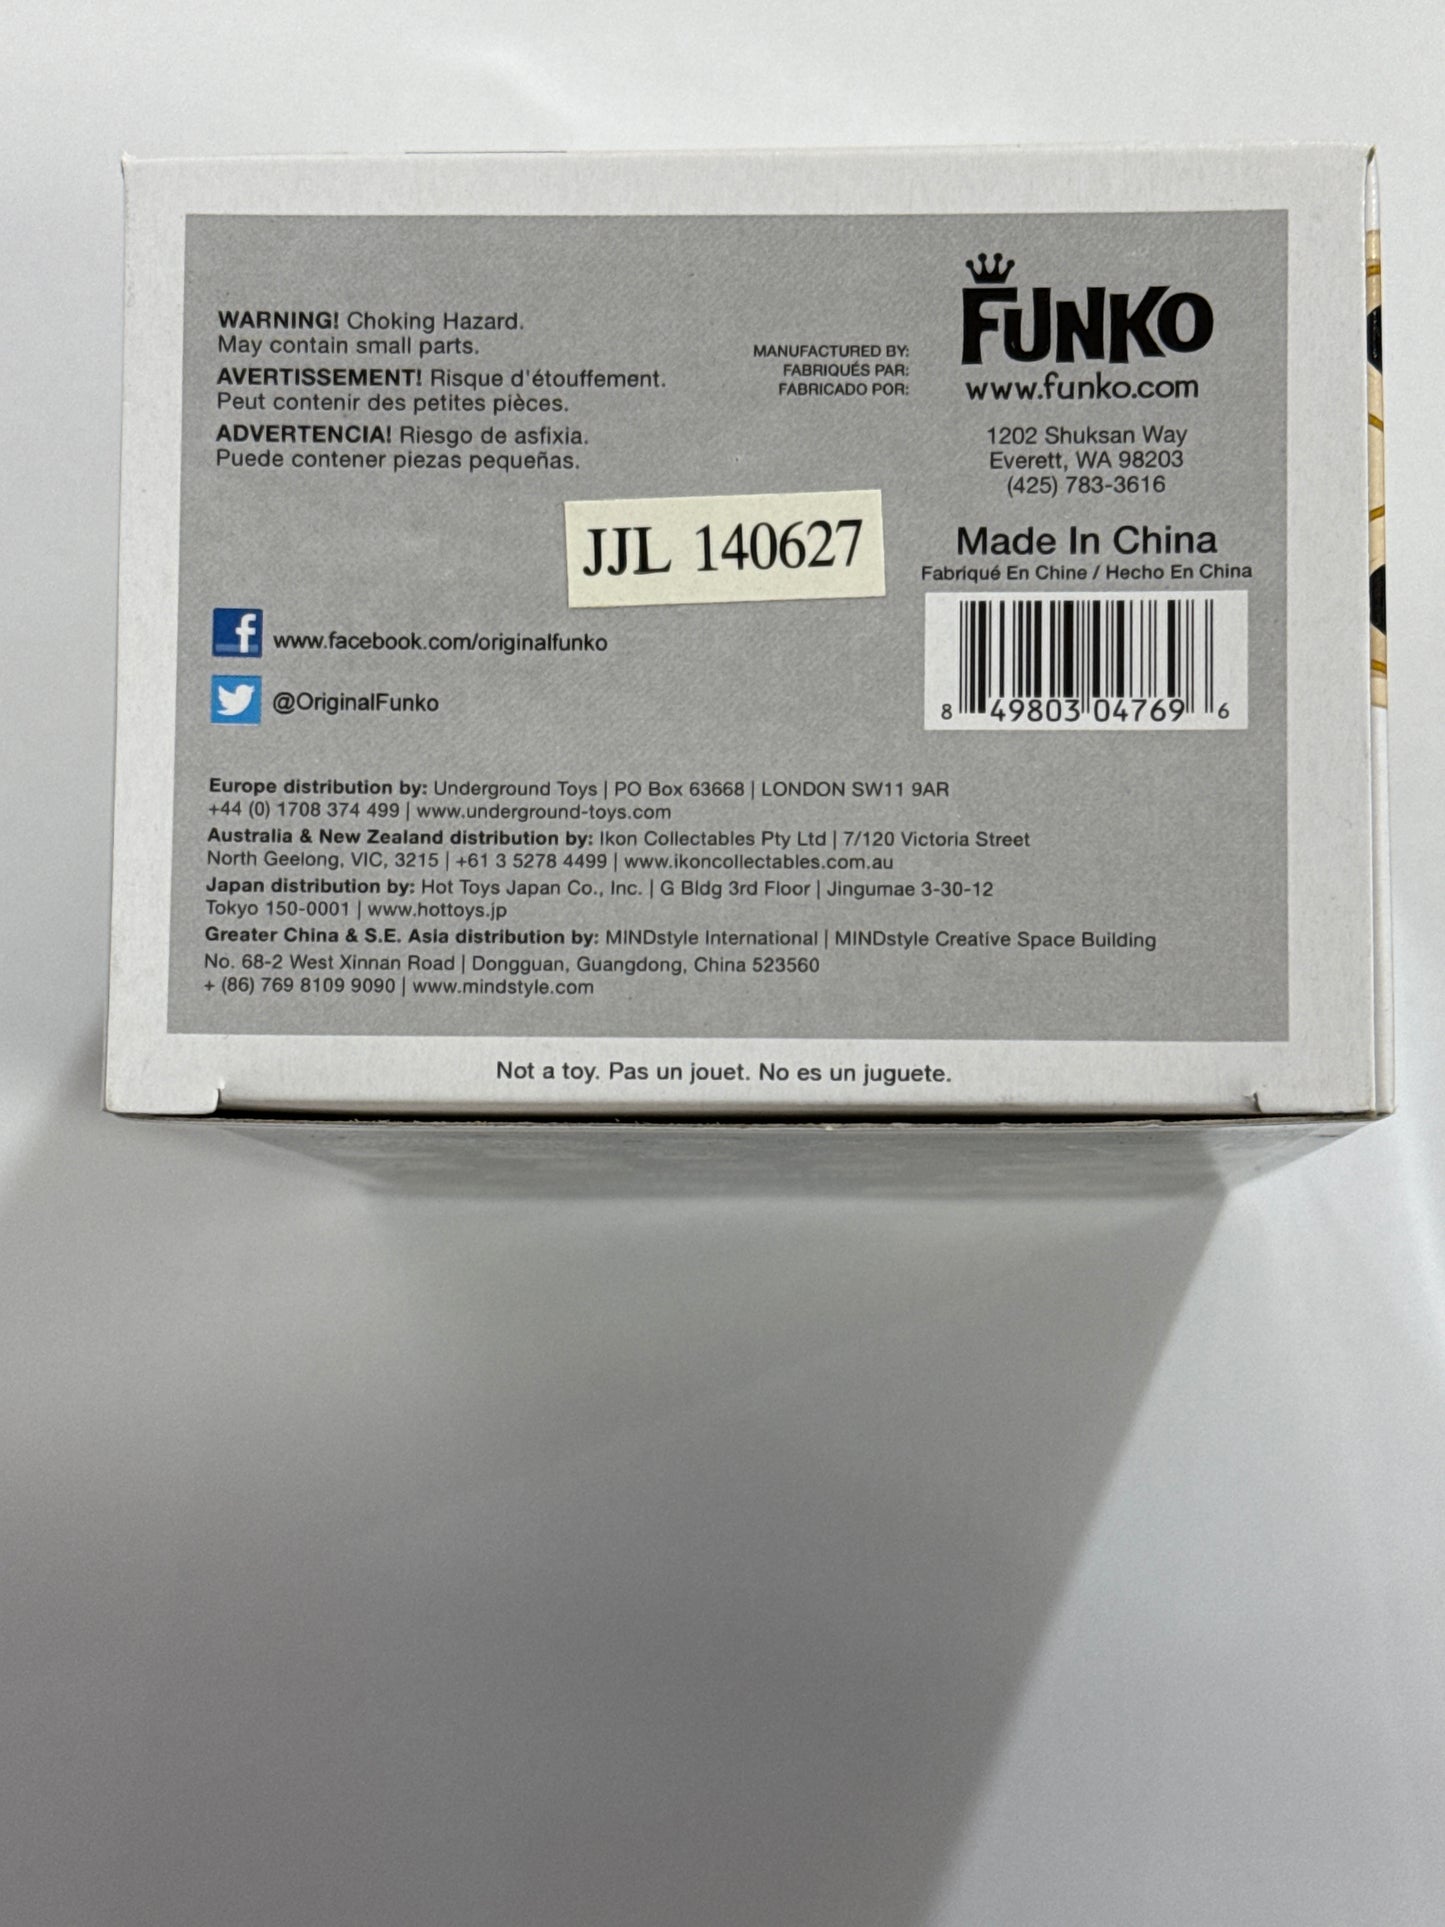 WARNING! Choking Hazard.
May contain small parts.
AVERTISSEMENT! Risque d'étouffement.
Peut contenir des petites pièces.
ADVERTENCIA! Riesgo de asfixia.
Puede contener piezas pequeñas.
MANUFACTURED BY:
FABRIQUÉS PAR:
FABRICADO POR:
FUNKO
www.funko.com
1202 Shuksan Way
Everett, WA 98203
(425) 783-3616
JJL 140627
Made In China
Fabriqué En Chine / Hecho En China
8 49803 04769 6
f www.facebook.com/originalfunko
@OriginalFunko
Europe distribution by: Underground Toys | PO Box 63668 | LONDON SW11 9AR
+44 (0) 1708 374 499 | www.underground-toys.com
Australia & New Zealand distribution by: Ikon Collectables Pty Ltd | 7/120 Victoria Street
North Geelong, VIC, 3215 | +61 3 5278 4499 | www.ikoncollectables.com.au
Japan distribution by: Hot Toys Japan Co., Inc. | G Bldg 3rd Floor | Jingumae 3-30-12
Tokyo 150-0001 | www.hottoys.jp
Greater China & S.E. Asia distribution by: MINDstyle International | MINDstyle Creative Space Building
No. 68-2 West Xinnan Road | Dongguan, Guangdong, China 523560
+ (86) 769 8109 9090 | www.mindstyle.com
Not a toy. Pas un jouet. No es un juguete.